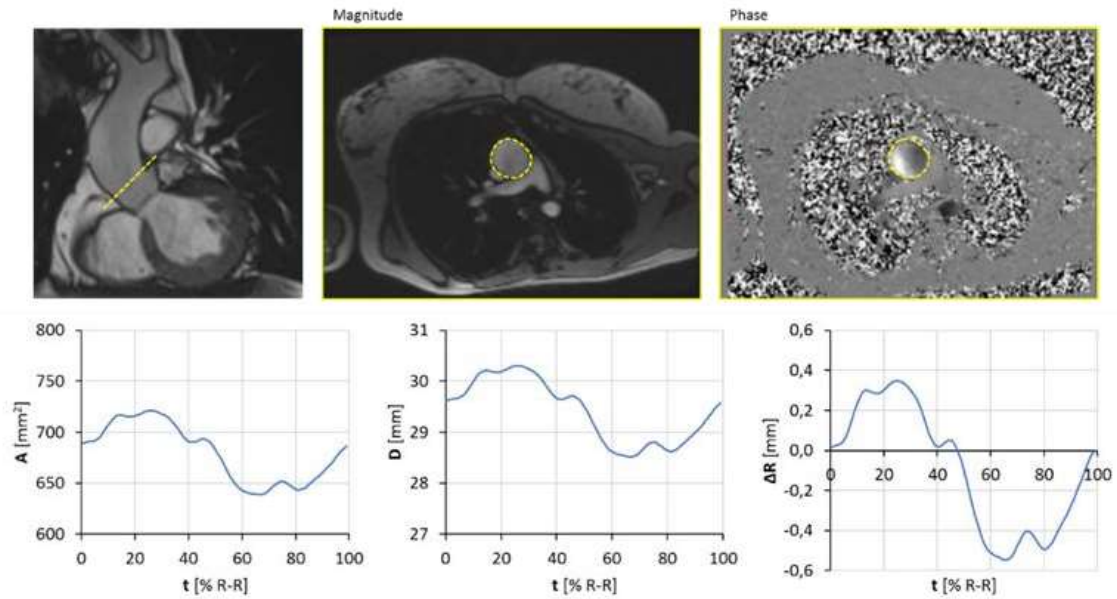 Magnitude
Phase
800
750
700
650
600
A [mm²]
0 20 40 60 80 100
t [% R-R]
31
30
29
28
27
D [mm]
0 20 40 60 80 100
t [% R-R]
0,6
0,4
0,2
0,0
-0,2
-0,4
-0,6
ΔR [mm]
0 20 40 60 80 100
t [% R-R]